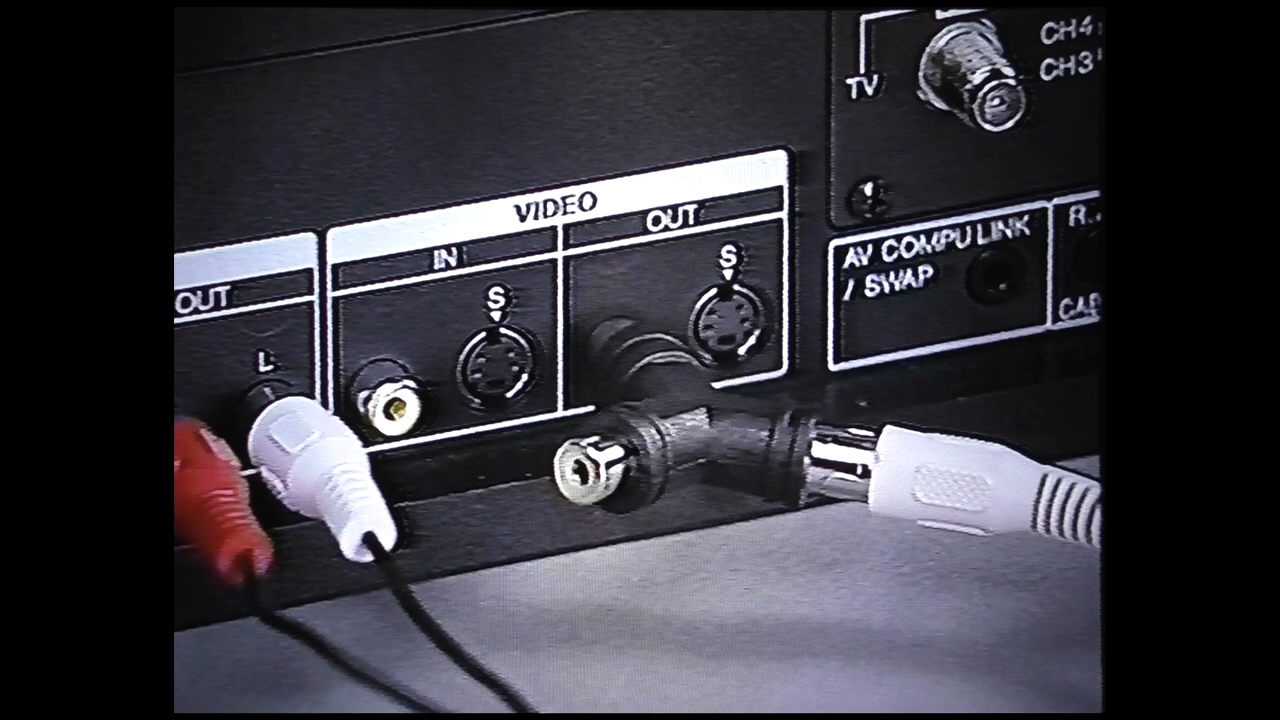 CH4
CH3
TV
VIDEO
OUT
IN
AV COMPU LINK
/ SWAP
OUT
S
S
L
R.